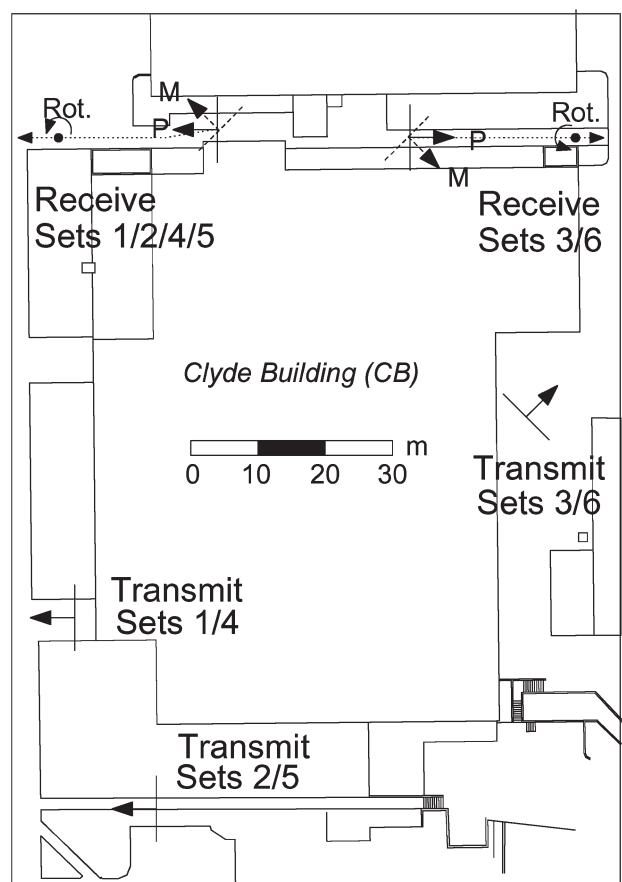 M
Rot.
P
Rot.
P
M
Receive
Sets 1/2/4/5
Receive
Sets 3/6
Clyde Building (CB)
m
0 10 20 30
Transmit
Sets 3/6
Transmit
Sets 1/4
Transmit
Sets 2/5